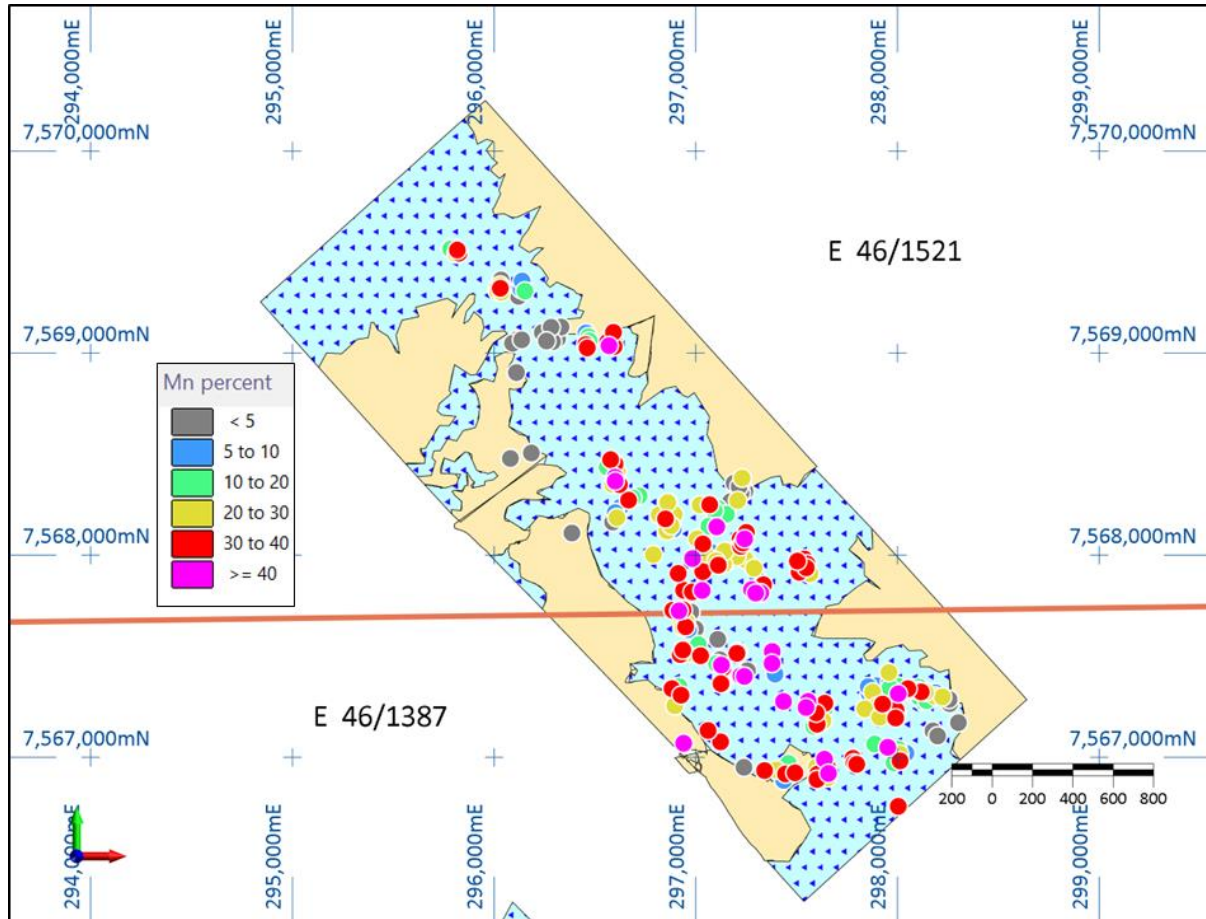 294,000mE
295,000mE
296,000mE
297,000mE
298,000mE
299,000mE
7,570,000mN
7,570,000mN
E 46/1521
7,569,000mN
7,569,000mN
Mn percent
< 5
5 to 10
10 to 20
20 to 30
30 to 40
>= 40
7,568,000mN
7,568,000mN
E 46/1387
7,567,000mN
7,567,000mN
200 0 200 400 600 800
294,000mE
295,000mE
296,000mE
297,000mE
298,000mE
299,000mE